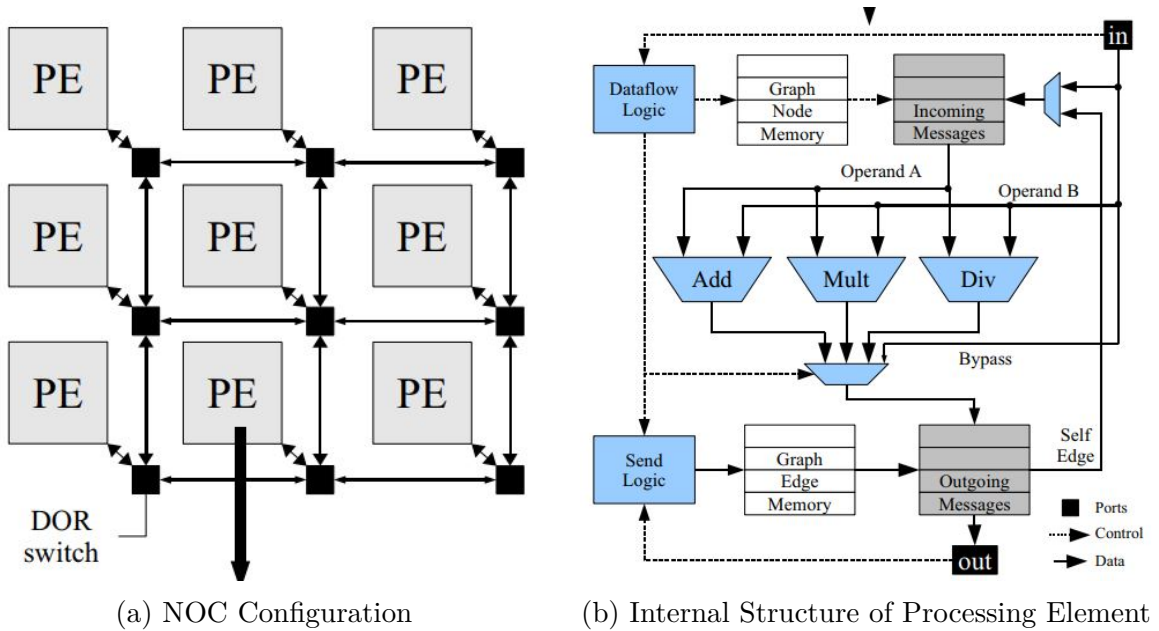 PE PE PE
PE PE PE
PE PE PE
DOR
switch
(a) NOC Configuration
in
Dataflow
Logic
Graph
Node
Memory
Incoming
Messages
Operand A
Operand B
Add
Mult
Div
Bypass
Send
Logic
Graph
Edge
Memory
Outgoing
Messages
Self
Edge
out
Ports
Control
Data
(b) Internal Structure of Processing Element